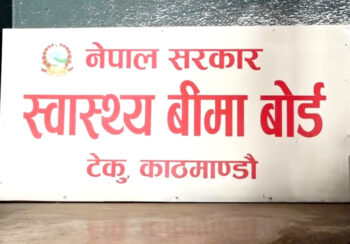 नेपाल सरकार
स्वास्थ्य बीमा बोर्ड
टेकु, काठमाण्डौ